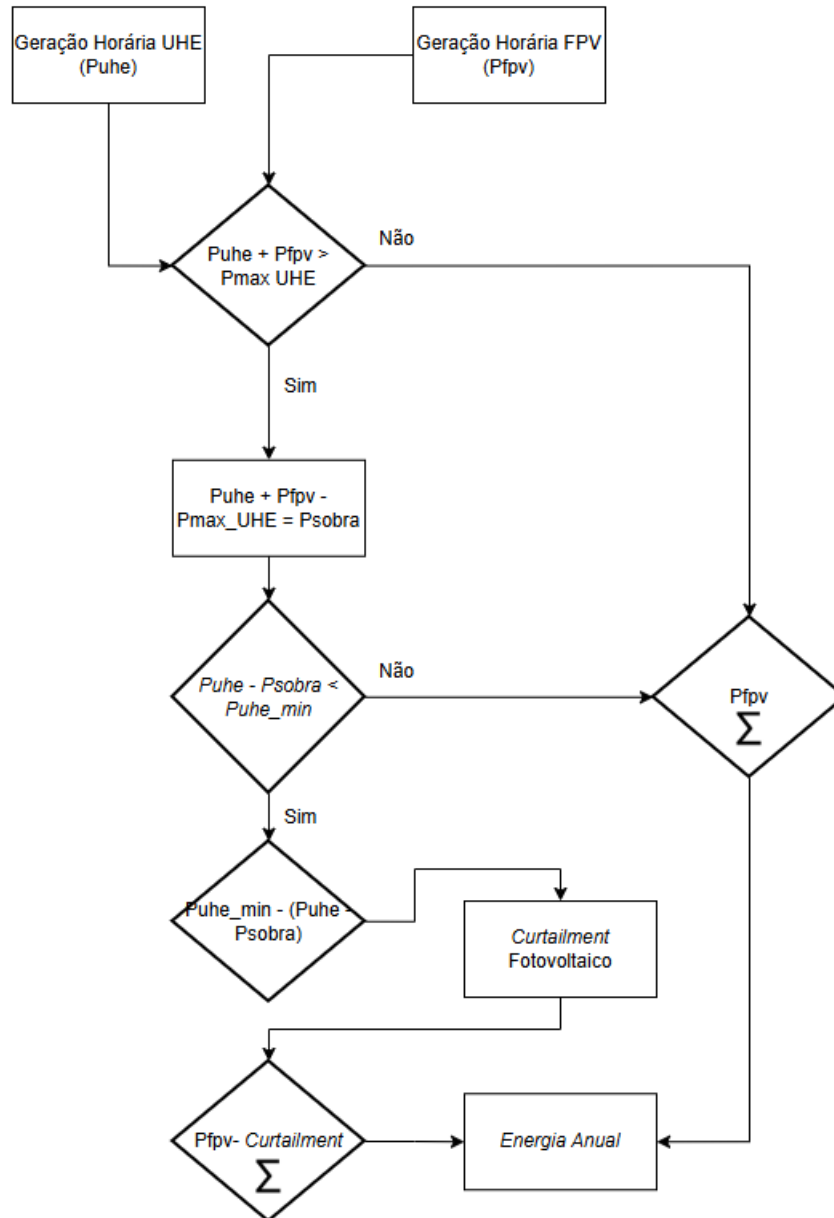 Geração Horária UHE
(Puhe)
Geração Horária FPV
(Pfpv)
Puhe + Pfpv >
Pmax UHE
Não
Sim
Puhe + Pfpv -
Pmax_UHE = Psobra
Puhe - Psobra <
Puhe_min
Não
Pfpv
Σ
Sim
Puhe_min - (Puhe -
Psobra)
Curtailment
Fotovoltaico
Pfpv- Curtailment
Σ
Energia Anual